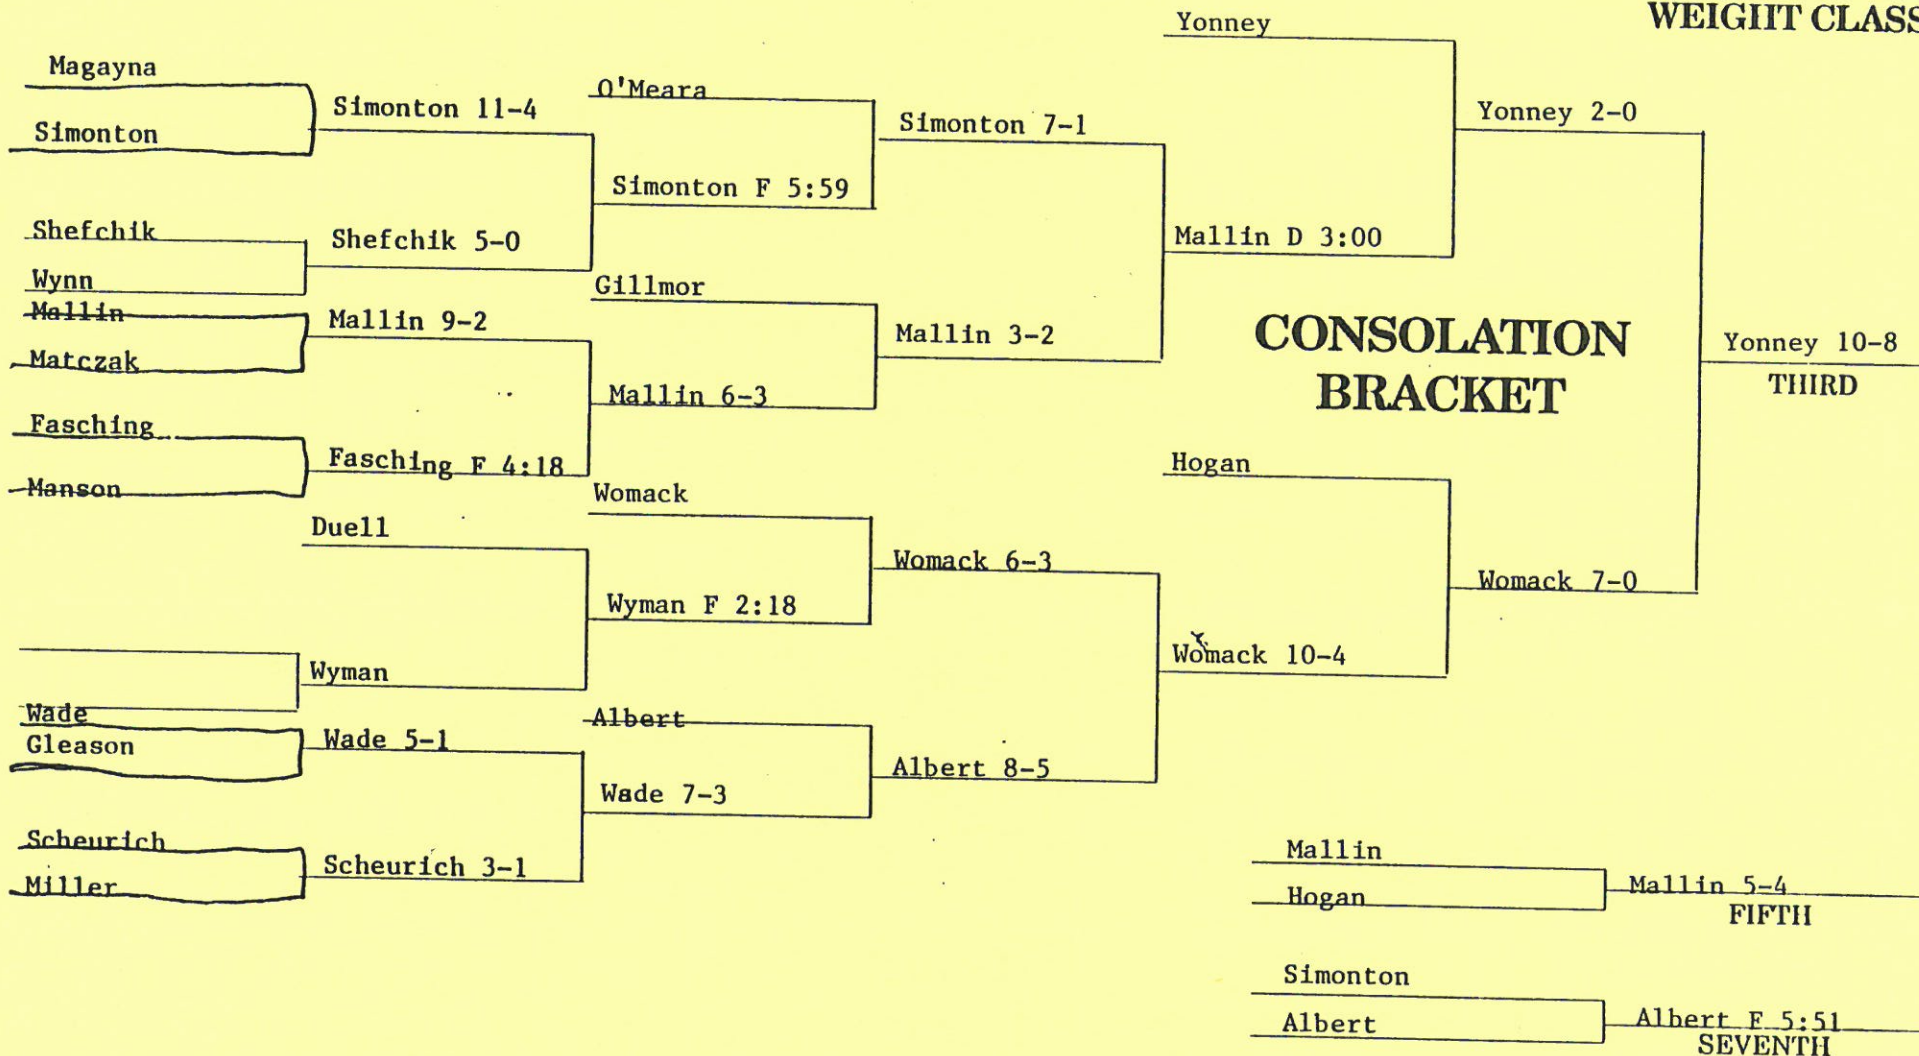 WEIGHT CLASS
Magayna
Simonton
Shefchik
Wynn
Mallin
Matczak
Fasching
Manson
Wade
Gleason
Scheurich
Miller
Simonton 11-4
Shefchik 5-0
Mallin 9-2
Fasching F 4:18
Duell
Wyman
Wade 5-1
Scheurich 3-1
O'Meara
Simonton F 5:59
Gillmor
Mallin 6-3
Womack
Wyman F 2:18
Albert
Wade 7-3
Simonton 7-1
Mallin 3-2
Womack 6-3
Albert 8-5
Yonney
Mallin D 3:00
Hogan
Womack 10-4
Yonney 2-0
Womack 7-0
CONSOLATION
BRACKET
Yonney 10-8
THIRD
Mallin
Hogan
Mallin 5-4
FIFTH
Simonton
Albert
Albert F 5:51
SEVENTH